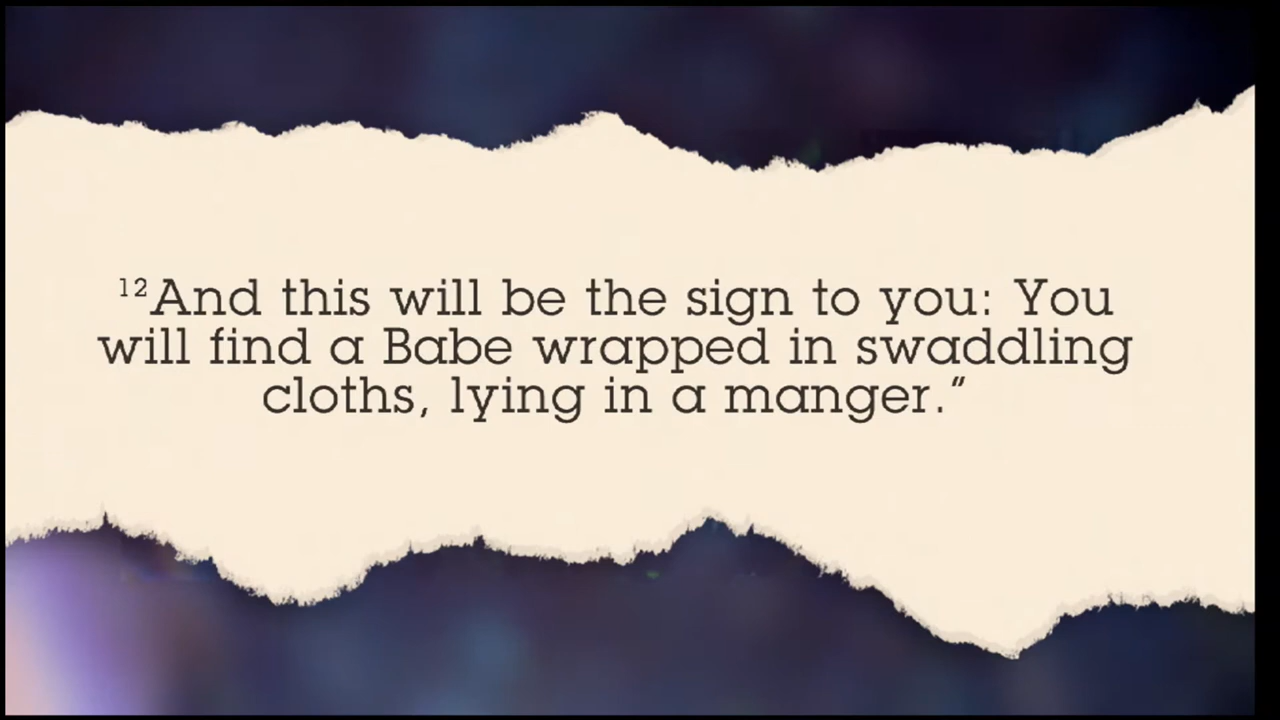 ¹²And this will be the sign to you: You
will find a Babe wrapped in swaddling
cloths, lying in a manger.”